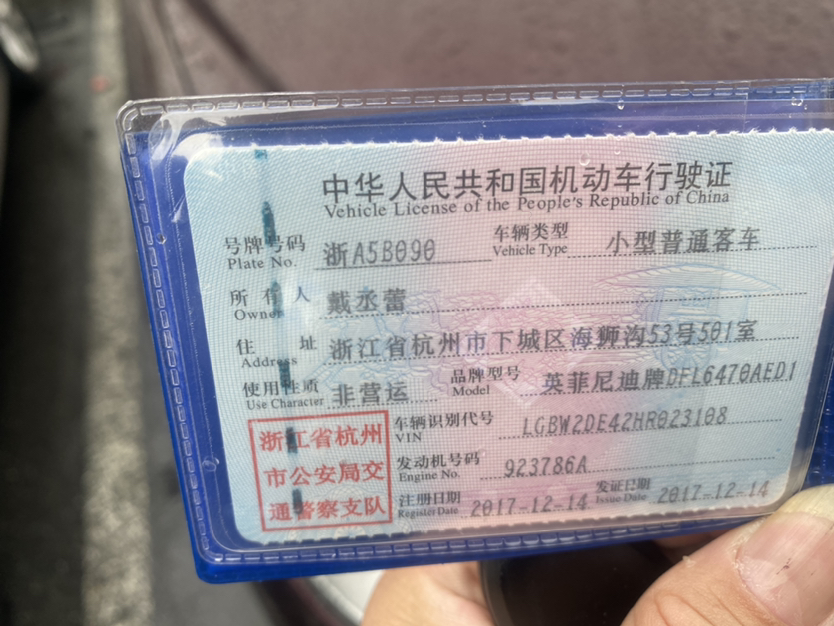 中华人民共和国机动车行驶证
Vehicle License of the People's Republic of China
号牌号码 浙A5B090 车辆类型 小型普通客车
Plate No. Vehicle Type
所有人 戴丞蕾
Owner
住址 浙江省杭州市下城区海狮沟53号501室
Address
使用性质 非营运 品牌型号 英菲尼迪牌DFL6470AED1
Use Character Model
浙江省杭州
市公安局交
通警察支队
车辆识别代号 LGBW2DE42HR023108
VIN
发动机号码 923786A
Engine No.
注册日期 2017-12-14 发证日期 2017-12-14
Register Date Issue Date